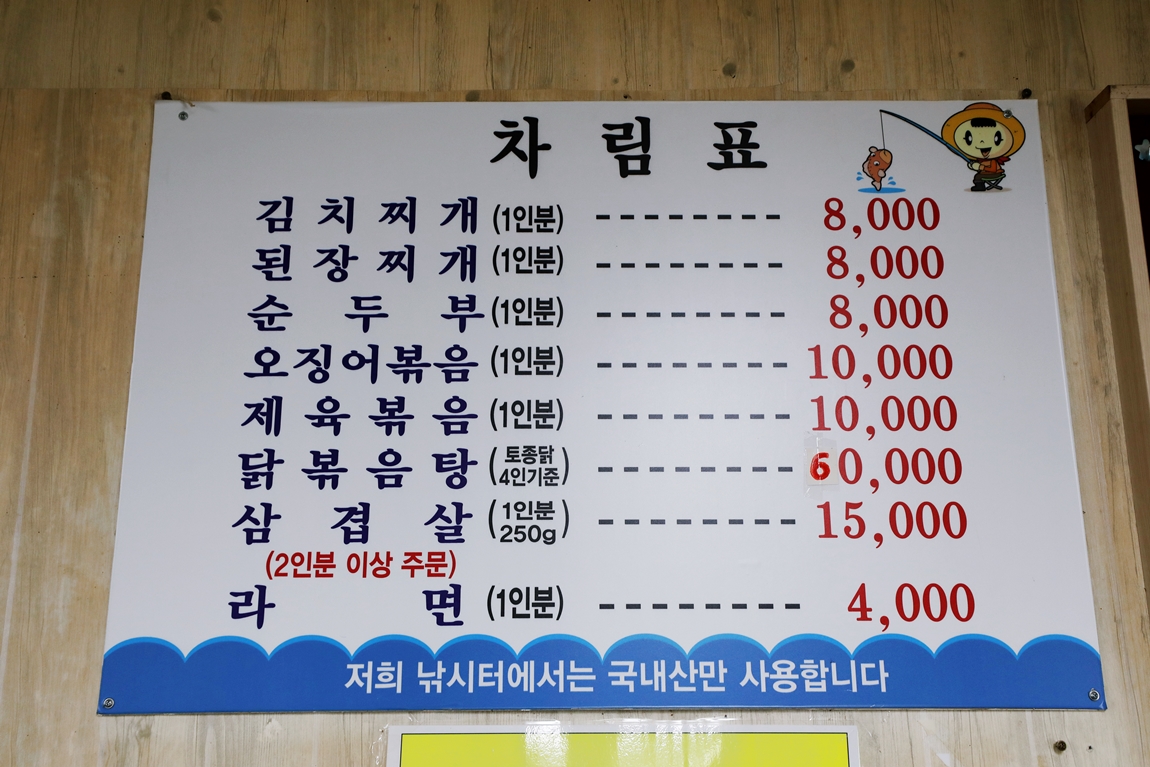 차림표
김치찌개 (1인분) --------- 8,000
된장찌개 (1인분) --------- 8,000
순두부 (1인분) --------- 8,000
오징어볶음 (1인분) --------- 10,000
제육볶음 (1인분) --------- 10,000
닭볶음탕 (토종닭 4인기준) --------- 60,000
삼겹살 (1인분 250g) --------- 15,000
(2인분 이상 주문)
라면 (1인분) --------- 4,000
저희 낚시터에서는 국내산만 사용합니다